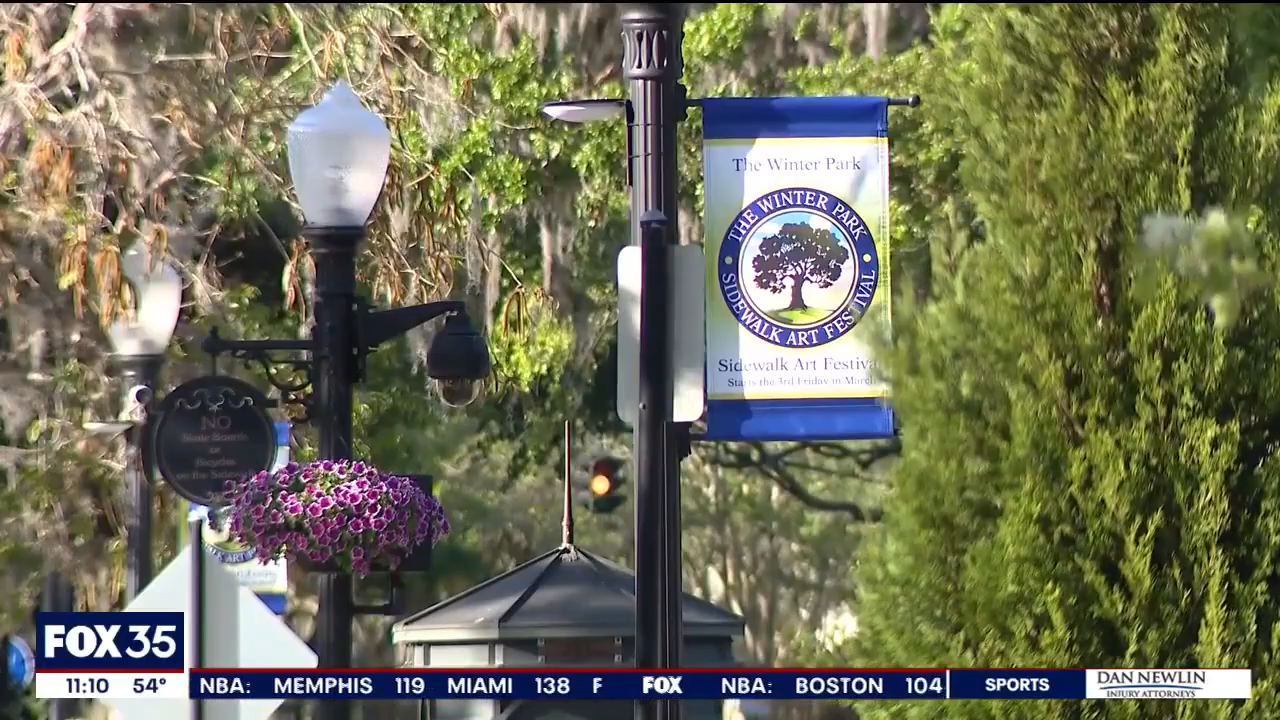 The Winter Park
THE WINTER PARK
SIDEWALK ART FESTIVAL
Sidewalk Art Festiva
Starts the 3rd Friday in March
NO
Skate Boards
or
Bicycles
on the Sidewalk
FOX 35
11:10 54°
NBA: MEMPHIS 119 MIAMI 138 F FOX NBA: BOSTON 104 SPORTS
DAN NEWLIN
INJURY ATTORNEYS